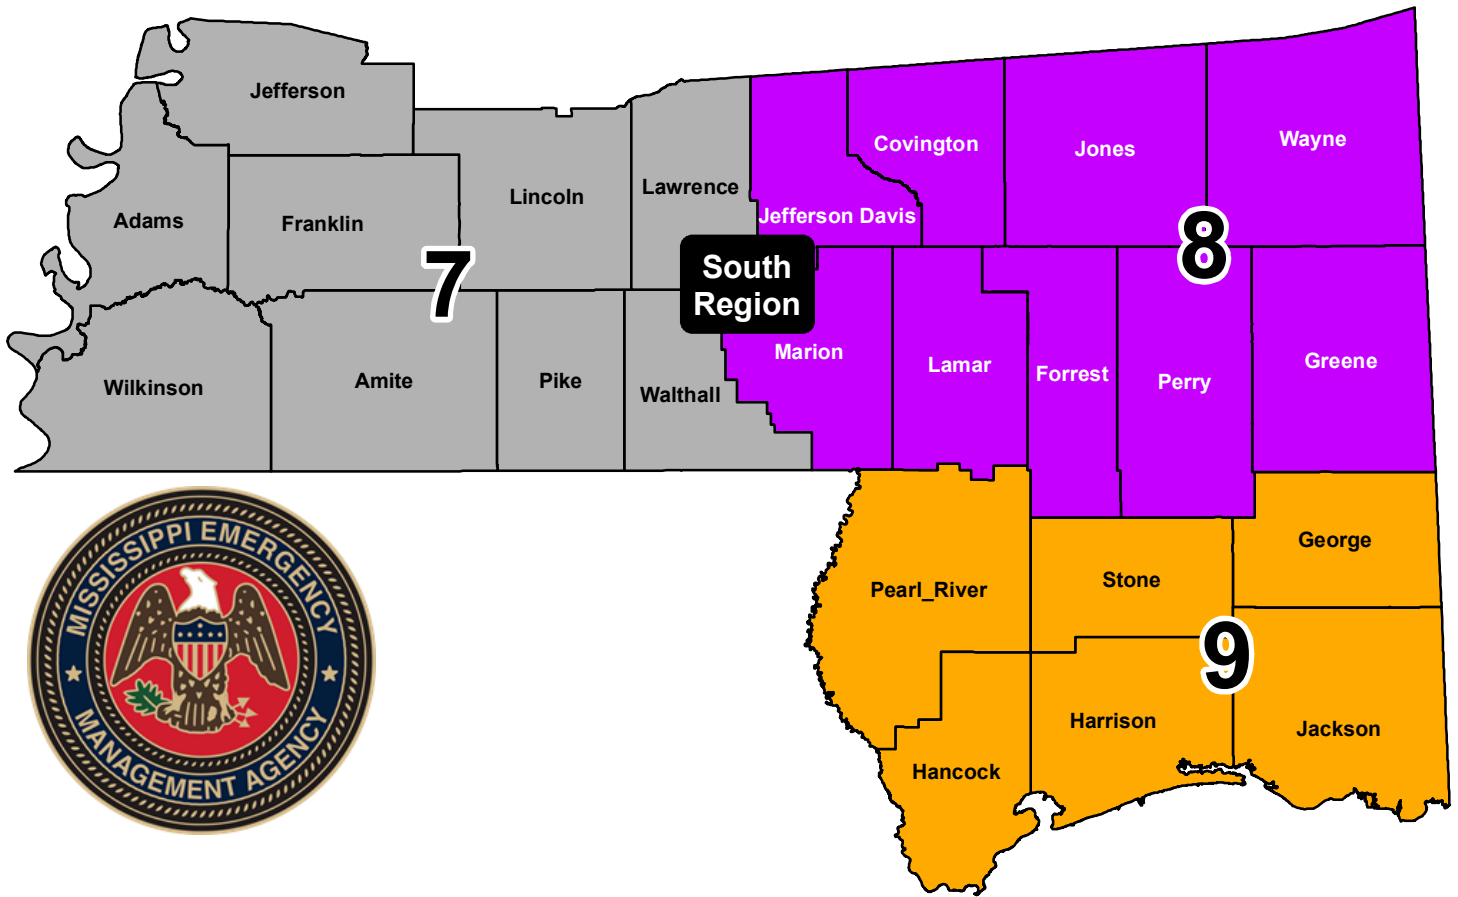 Jefferson
Covington
Jones
Wayne
Lincoln
Lawrence
Adams
Franklin
Jefferson Davis
7
8
South
Region
Marion
Lamar
Forrest
Perry
Greene
Wilkinson
Amite
Pike
Walthall
George
Stone
Pearl_River
9
Harrison
Jackson
Hancock
MISSISSIPPI EMERGENCY
MANAGEMENT AGENCY